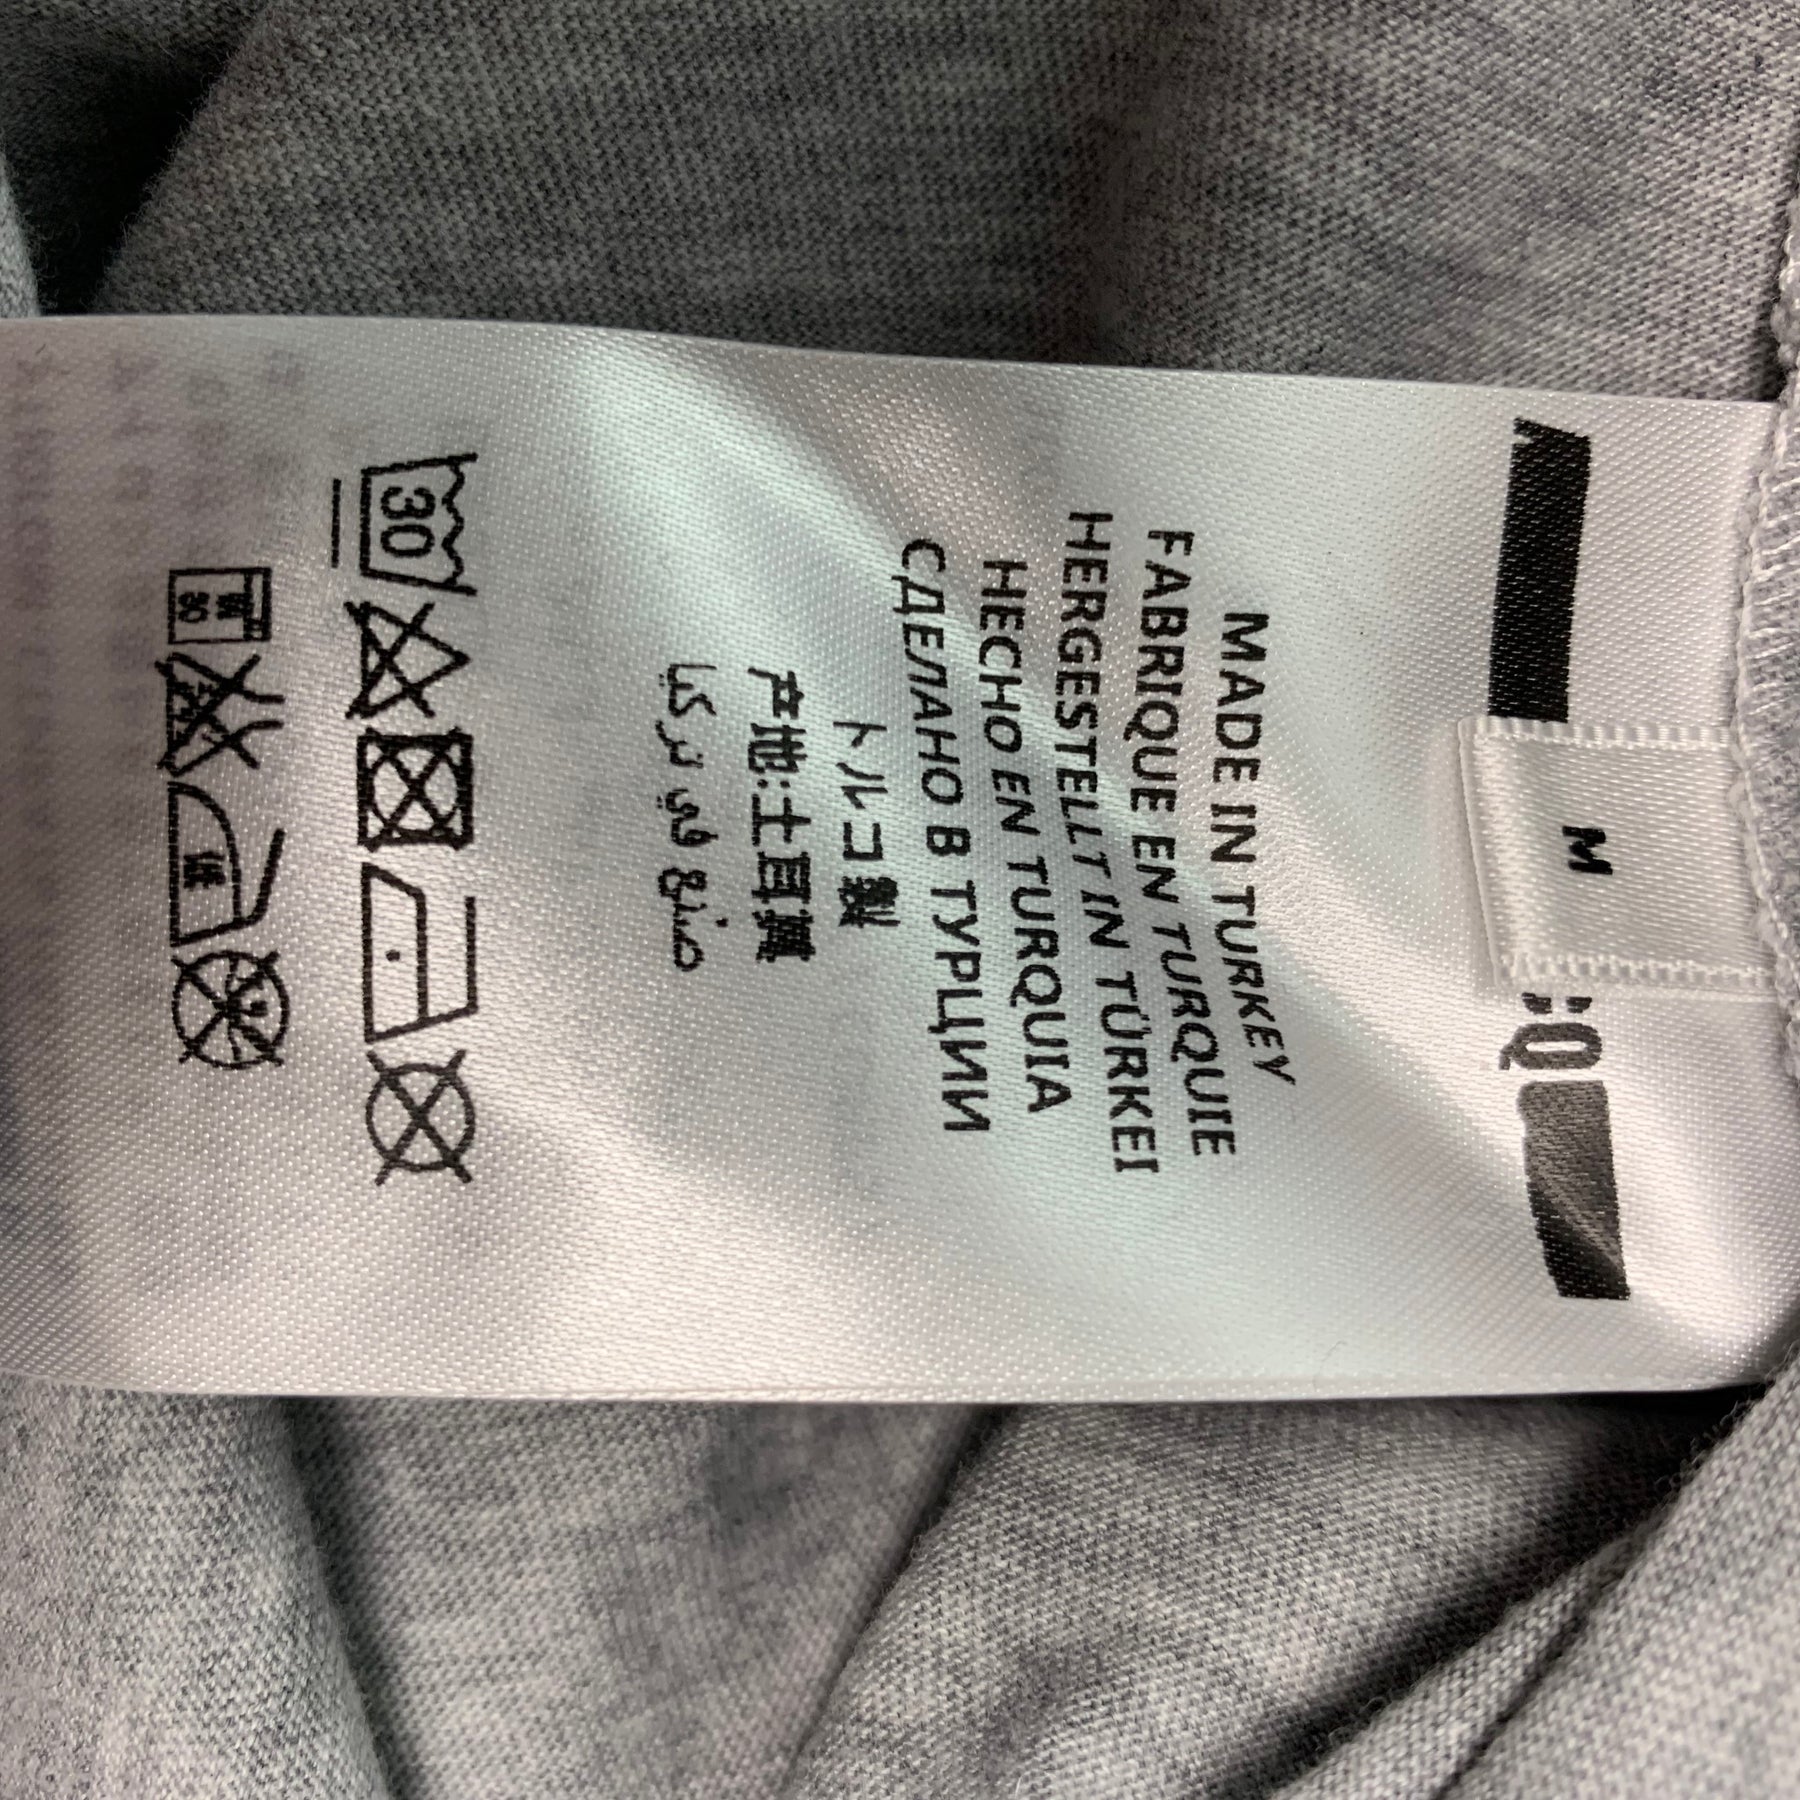 M
:Q
MADE IN TURKEY
FABRIQUE EN TURQUIE
HERGESTELLT IN TÜRKEI
HECHO EN TURQUIA
СДЕЛАНО В ТУРЦИИ
トルコ製
产地:土耳其
صنع في تركيا
30